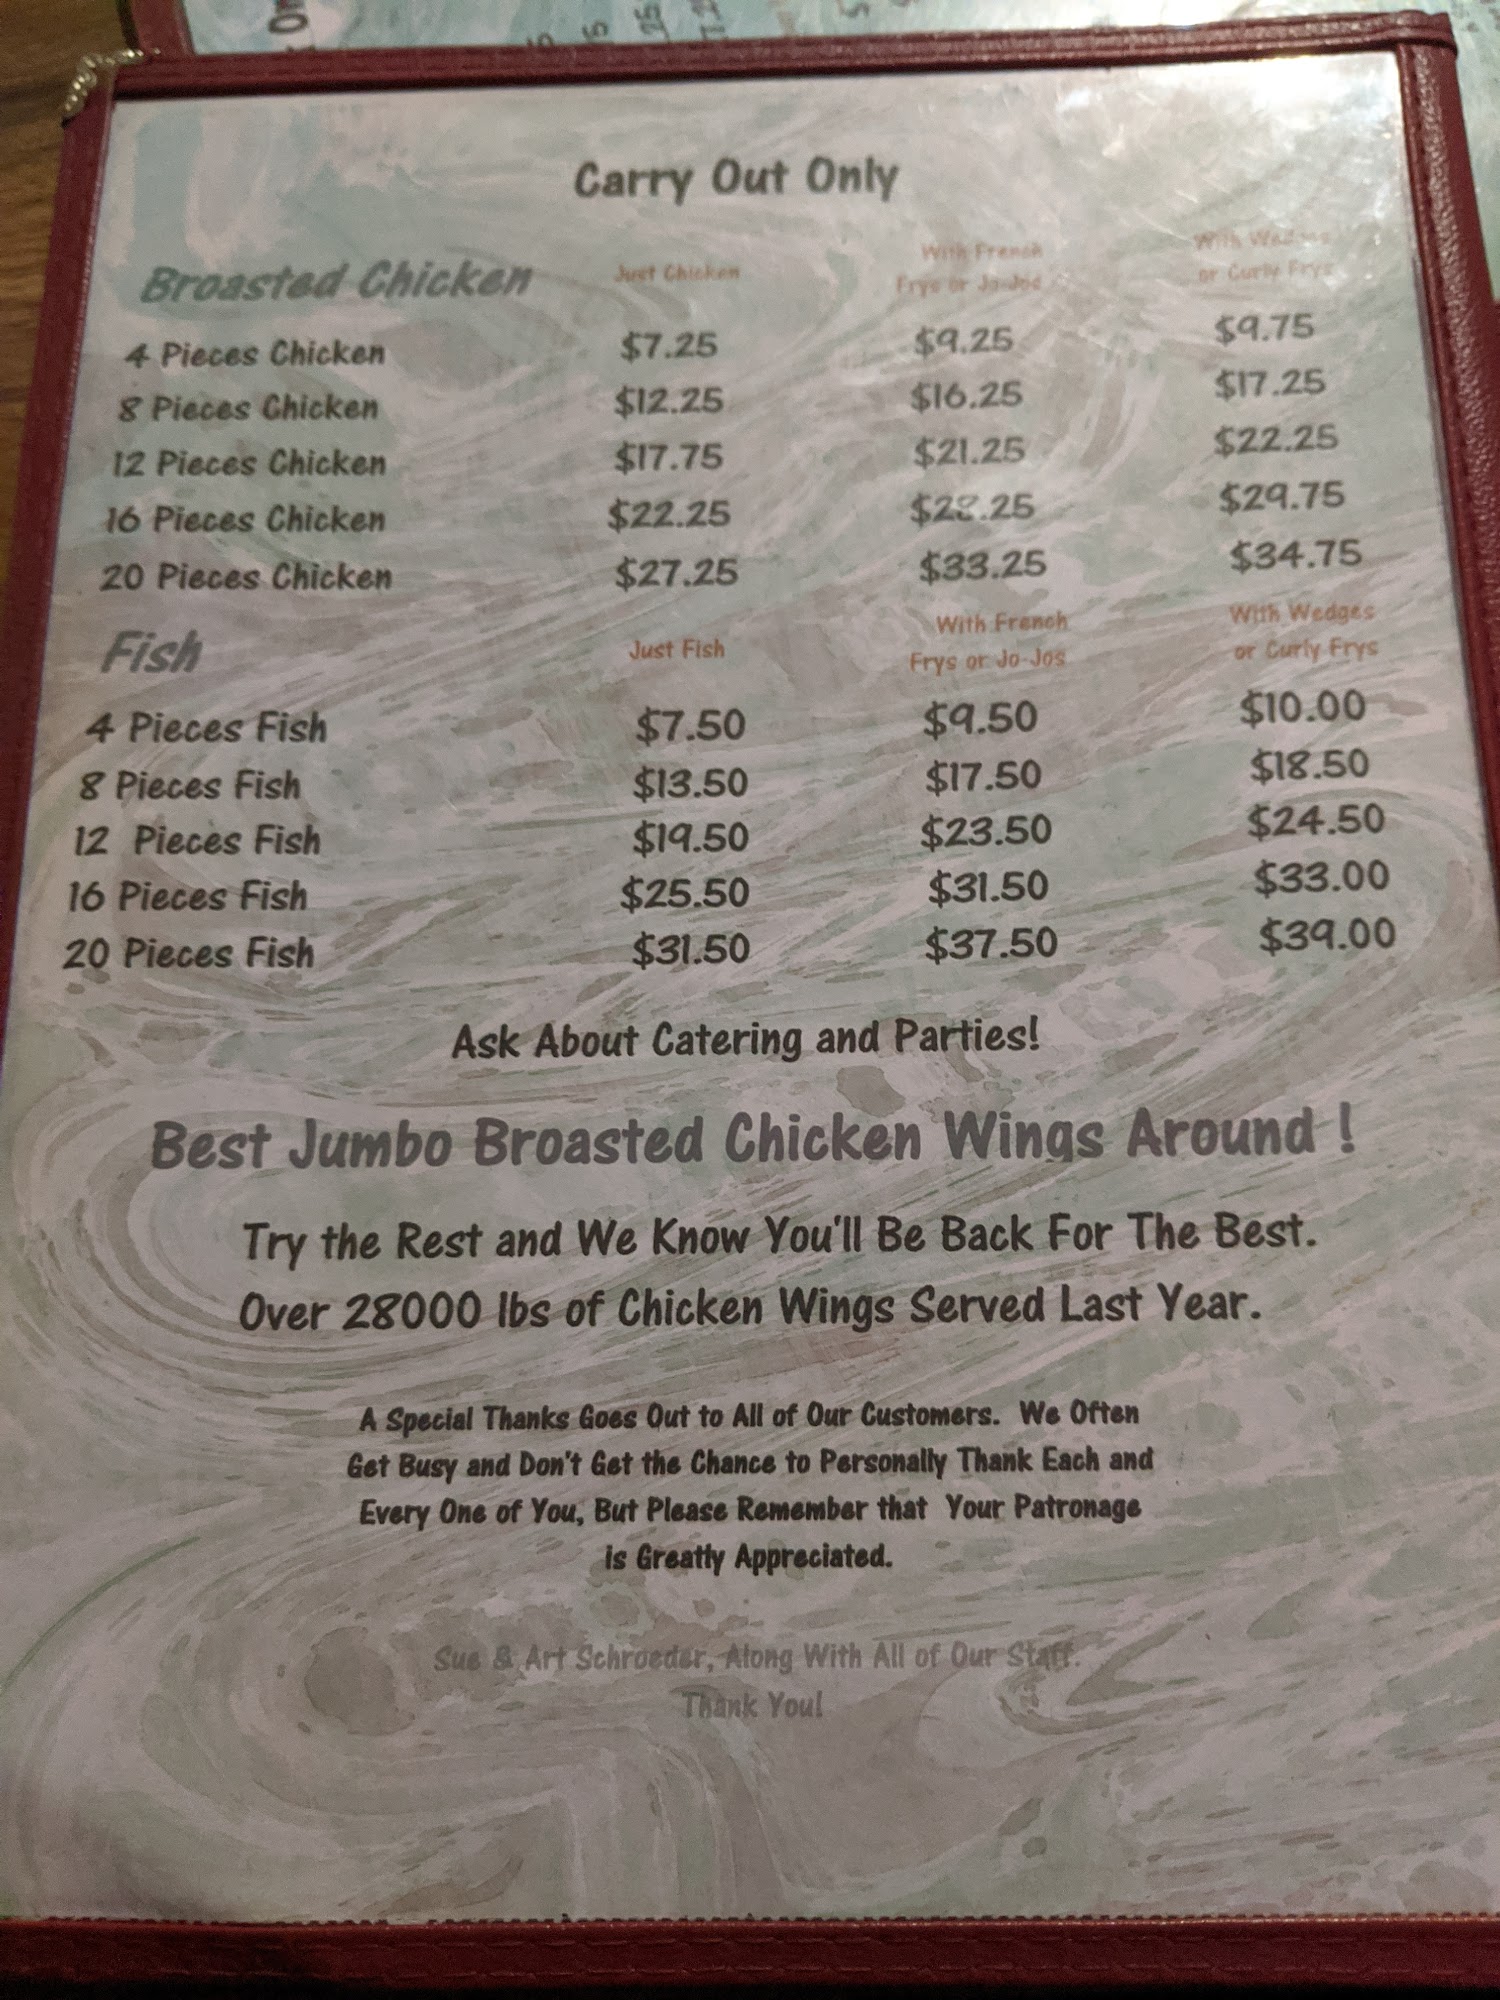 Carry Out Only
Broasted Chicken Just Chicken With French Frys or Jo-Jos With Wedges or Curly Frys
4 Pieces Chicken $7.25 $9.25 $9.75
8 Pieces Chicken $12.25 $16.25 $17.25
12 Pieces Chicken $17.75 $21.25 $22.25
16 Pieces Chicken $22.25 $28.25 $29.75
20 Pieces Chicken $27.25 $33.25 $34.75
Fish Just Fish With French Frys or Jo-Jos With Wedges or Curly Frys
4 Pieces Fish $7.50 $9.50 $10.00
8 Pieces Fish $13.50 $17.50 $18.50
12 Pieces Fish $19.50 $23.50 $24.50
16 Pieces Fish $25.50 $31.50 $33.00
20 Pieces Fish $31.50 $37.50 $39.00
Ask About Catering and Parties!
Best Jumbo Broasted Chicken Wings Around !
Try the Rest and We Know You'll Be Back For The Best.
Over 28000 lbs of Chicken Wings Served Last Year.
A Special Thanks Goes Out to All of Our Customers. We Often
Get Busy and Don't Get the Chance to Personally Thank Each and
Every One of You, But Please Remember that Your Patronage
is Greatly Appreciated.
Sue & Art Schroeder, Along With All of Our Staff.
Thank You!